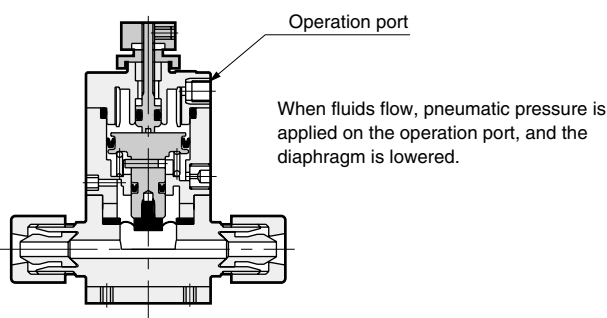 Operation port
When fluids flow, pneumatic pressure is
applied on the operation port, and the
diaphragm is lowered.